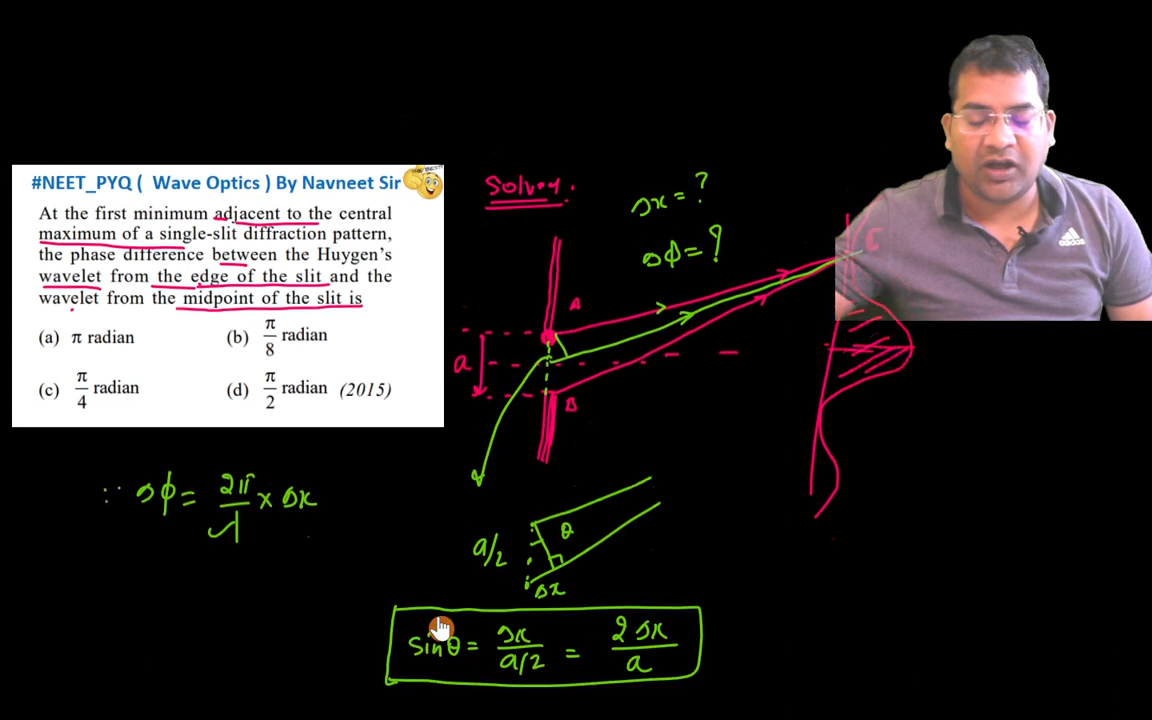 #NEET_PYQ ( Wave Optics ) By Navneet Sir
At the first minimum adjacent to the central
maximum of a single-slit diffraction pattern,
the phase difference between the Huygen's
wavelet from the edge of the slit and the
wavelet from the midpoint of the slit is
(a) π radian
(b) π/8 radian
(c) π/4 radian
(d) π/2 radian (2015)
Solved.
Δx = ?
Δφ = ?
A
a
B
∵ Δφ = 2π/λ × Δx
a/2
θ
Δx
Sinθ = Δx/(a/2) = 2Δx/a
adidas